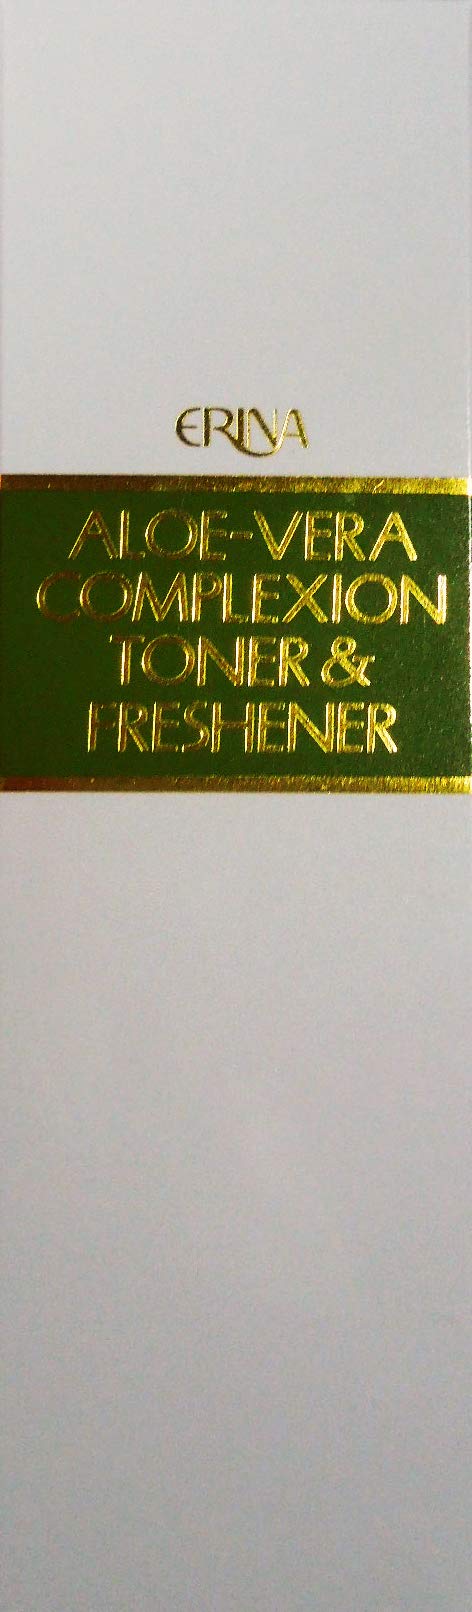 ERINA
ALOE-VERA
COMPLEXION
TONER &
FRESHENER